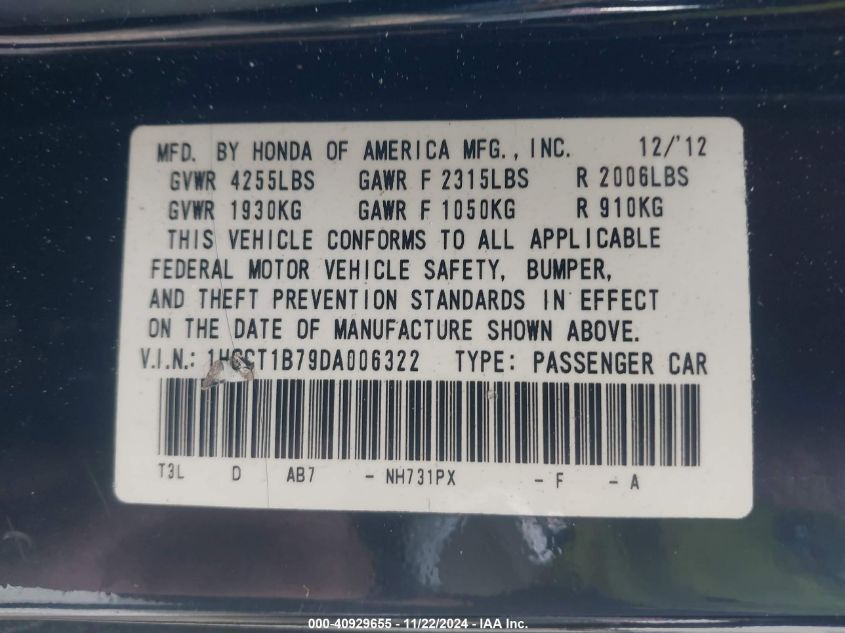 MFD. BY HONDA OF AMERICA MFG., INC. 12/'12
GVWR 4255LBS GAWR F 2315LBS R 2006LBS
GVWR 1930KG GAWR F 1050KG R 910KG
THIS VEHICLE CONFORMS TO ALL APPLICABLE
FEDERAL MOTOR VEHICLE SAFETY, BUMPER,
AND THEFT PREVENTION STANDARDS IN EFFECT
ON THE DATE OF MANUFACTURE SHOWN ABOVE.
V.I.N.: 1HGCT1B79DA006322 TYPE: PASSENGER CAR
T3L D AB7 - NH731PX - F - A
000-40929655 - 11/22/2024 - IAA Inc.